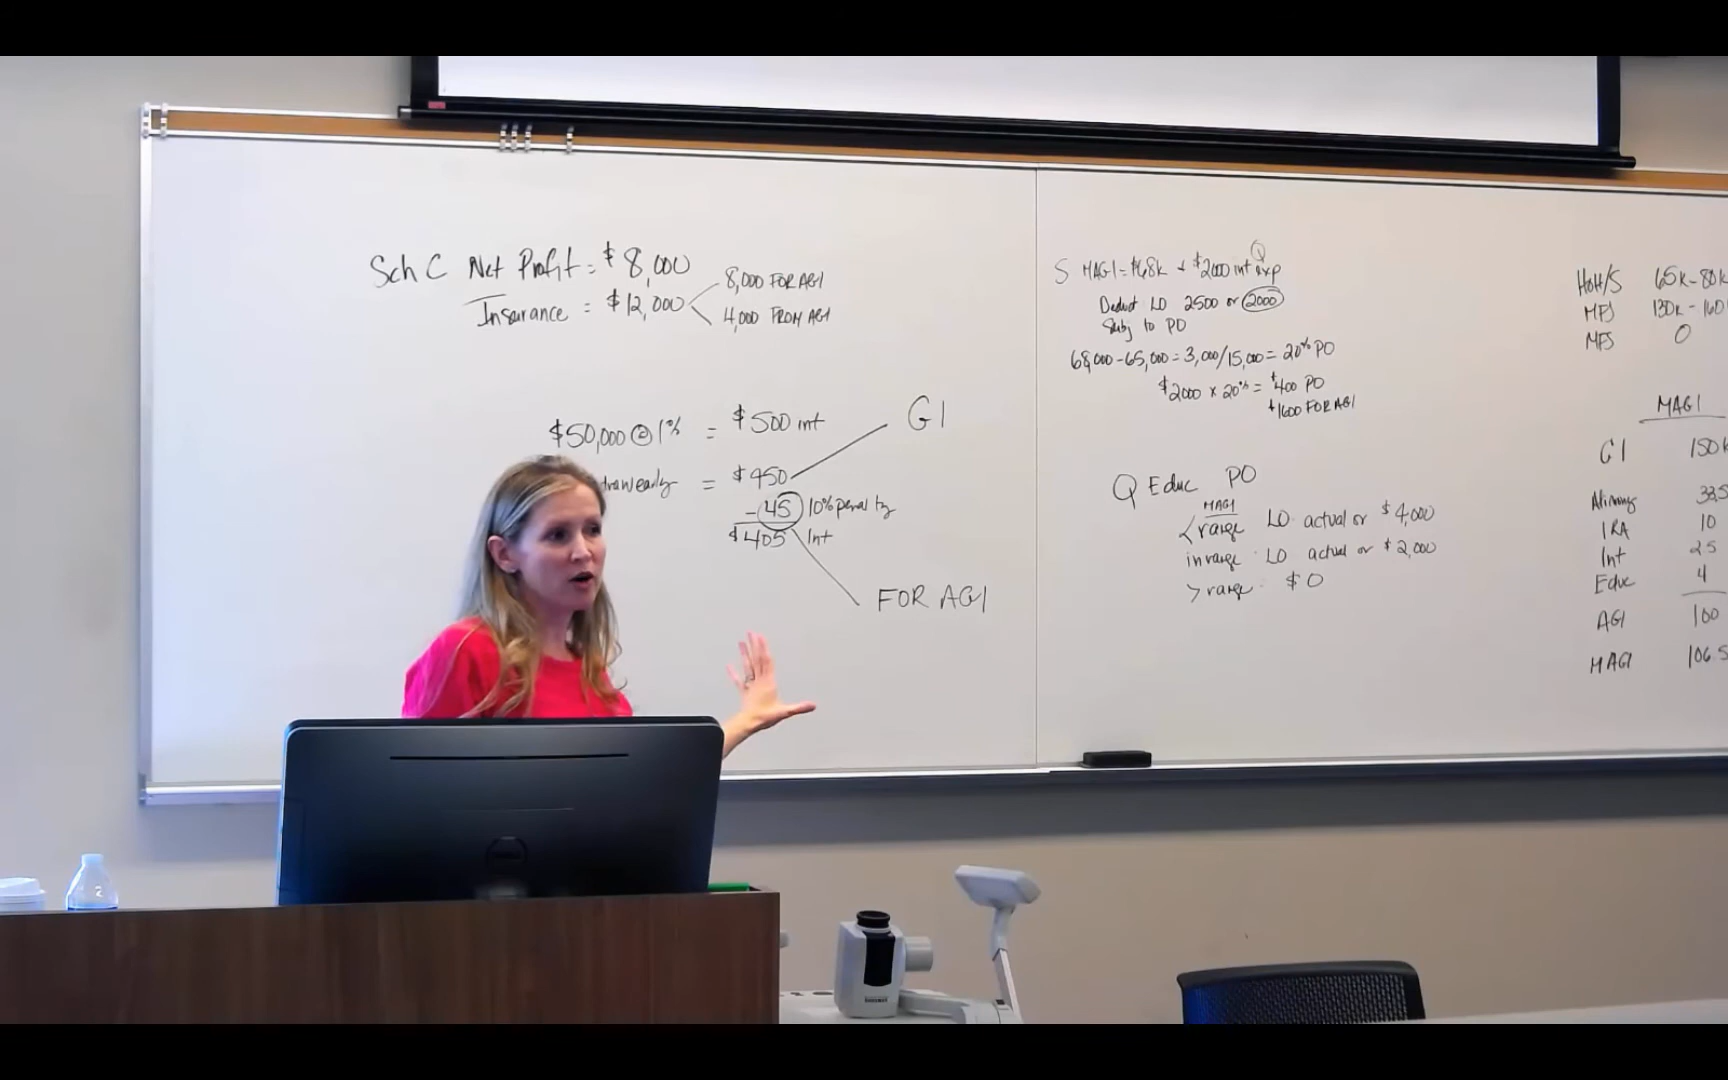 Sch C Net Profit = $8,000
Insurance = $12,000
8,000 FOR AGI
4,000 FROM AGI
$50,000 @ 1% = $500 int
GI
drawn early = $450
- 45 10% penalty
$405 Int
FOR AGI
Q
S MAGI = $68k + $2000 int exp
Deduct LO 2500 or 2000
Subj to PO
68,000 - 65,000 = 3,000/15,000 = 20% PO
$2000 x 20% = $400 PO
$1600 FOR AGI
Q Educ PO
MAGI
< range LO actual or $4,000
in range LO actual or $2,000
> range $0
HoH/S 65k - 80k
MFJ 130k - 160
MFS 0
MAGI
GI 150k
Alimony 33.5
IRA 10
Int 2.5
Educ 4
AGI 100
MAGI 106.5